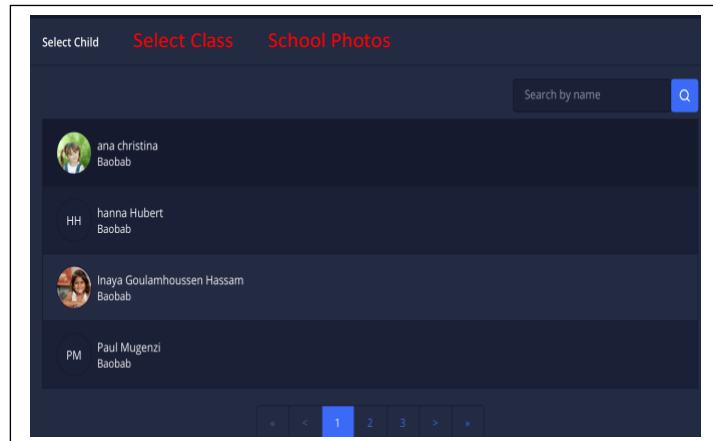 Select Child Select Class School Photos
Search by name
ana christina
Baobab
HH
hanna Hubert
Baobab
Inaya Goulamhoussen Hassam
Baobab
PM
Paul Mugenzi
Baobab
« < 1 2 3 > »